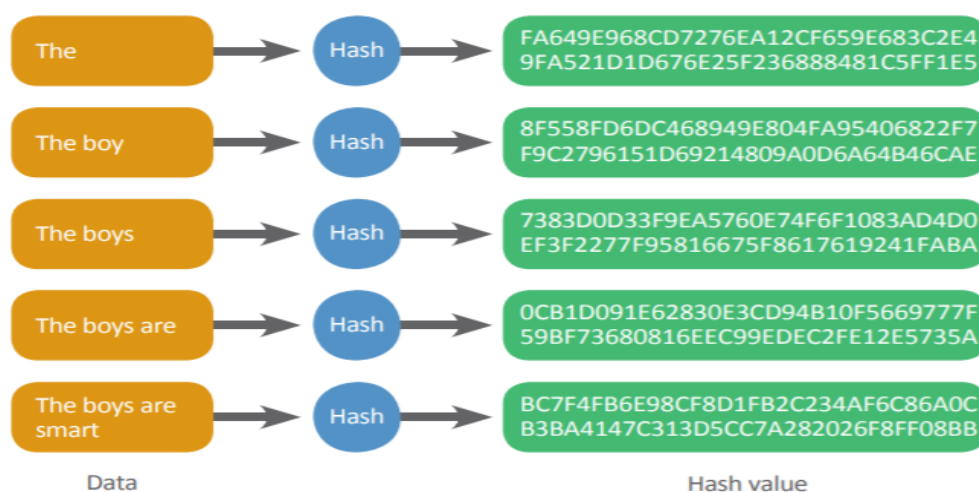 The
Hash
FA649E968CD7276EA12CF659E683C2E4
9FA521D1D676E25F236888481C5FF1E5
The boy
Hash
8F558FD6DC468949E804FA95406822F7
F9C2796151D69214809A0D6A64B46CAE
The boys
Hash
7383D0D33F9EA5760E74F6F1083AD4D0
EF3F2277F95816675F8617619241FABA
The boys are
Hash
0CB1D091E62830E3CD94B10F5669777F
59BF73680816EEC99EDEC2FE12E5735A
The boys are
smart
Hash
BC7F4FB6E98CF8D1FB2C234AF6C86A0C
B3BA4147C313D5CC7A282026F8FF08BB
Data
Hash value